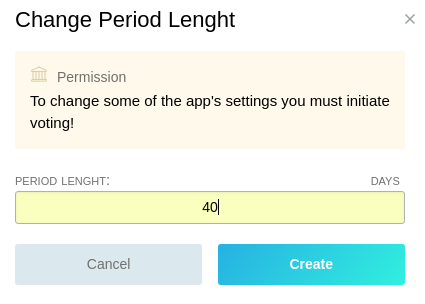 Change Period Lenght
×
Permission
To change some of the app's settings you must initiate
voting!
PERIOD LENGHT: DAYS
40
Cancel Create